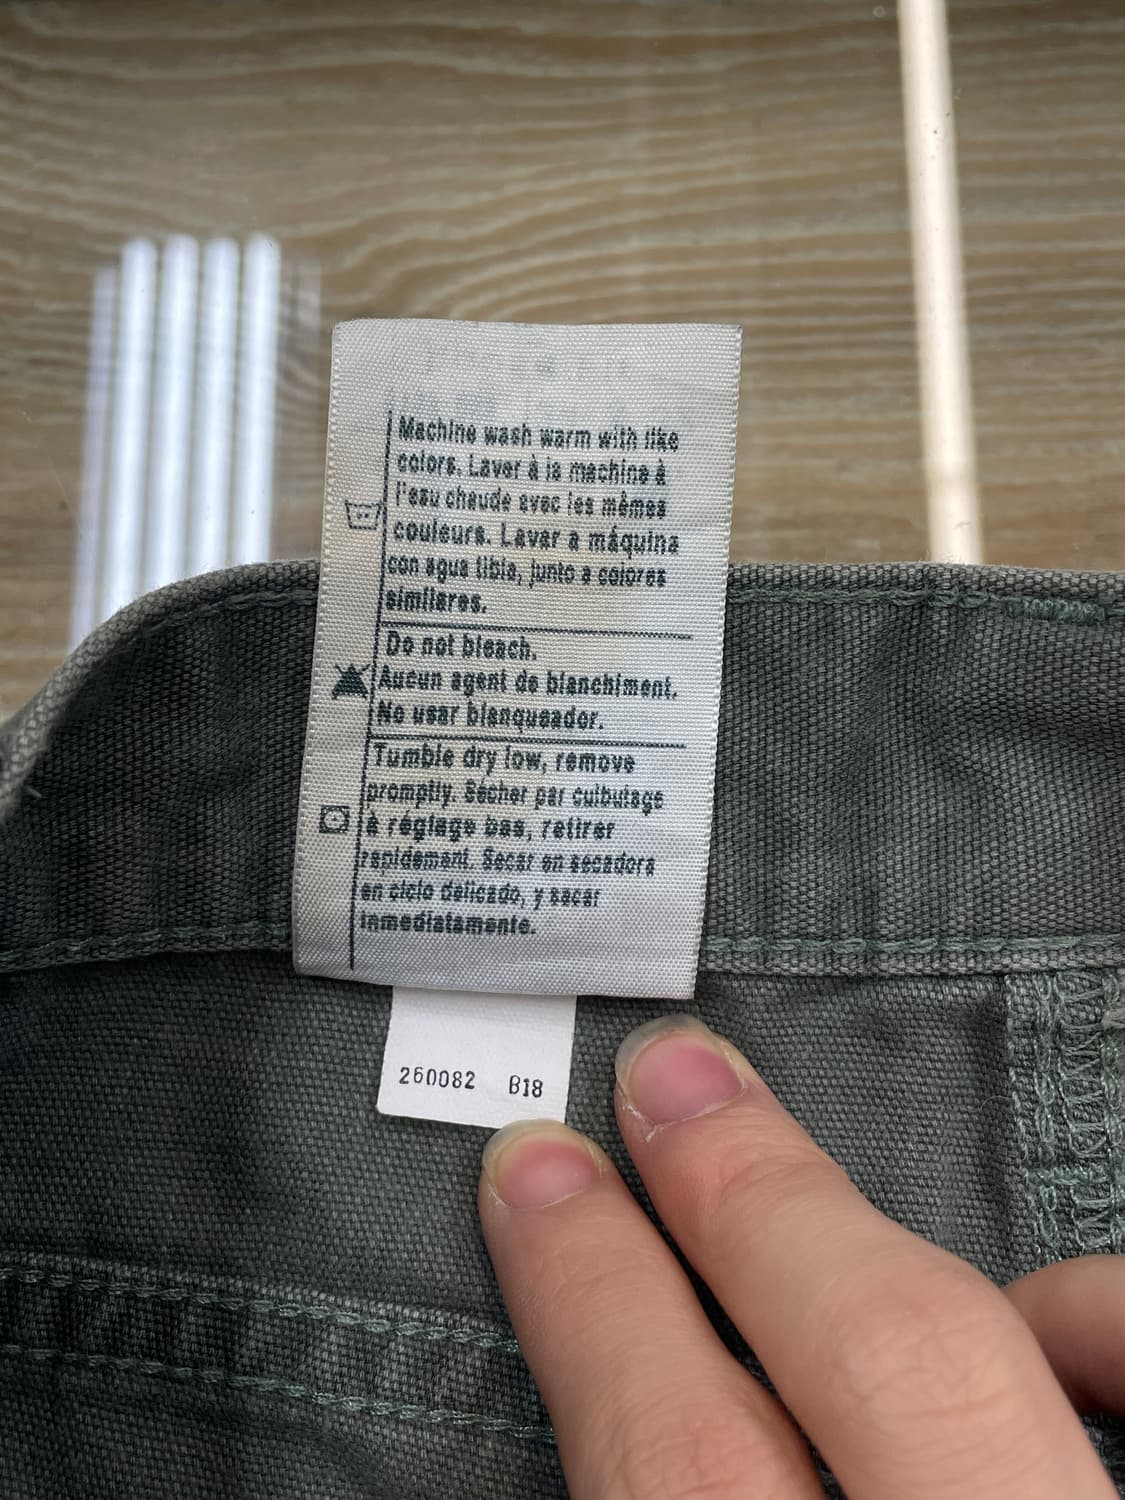 Machine wash warm with like
colors. Laver à la machine à
l'eau chaude avec les mêmes
couleurs. Lavar a máquina
con agua tibia, junto a colores
similares.
Do not bleach.
Aucun agent de blanchiment.
No usar blanqueador.
Tumble dry low, remove
promptly. Sécher par culbutage
à réglage bas, retirer
rapidement. Secar en secadora
en ciclo delicado, y sacar
inmediatamente.
260082 B18